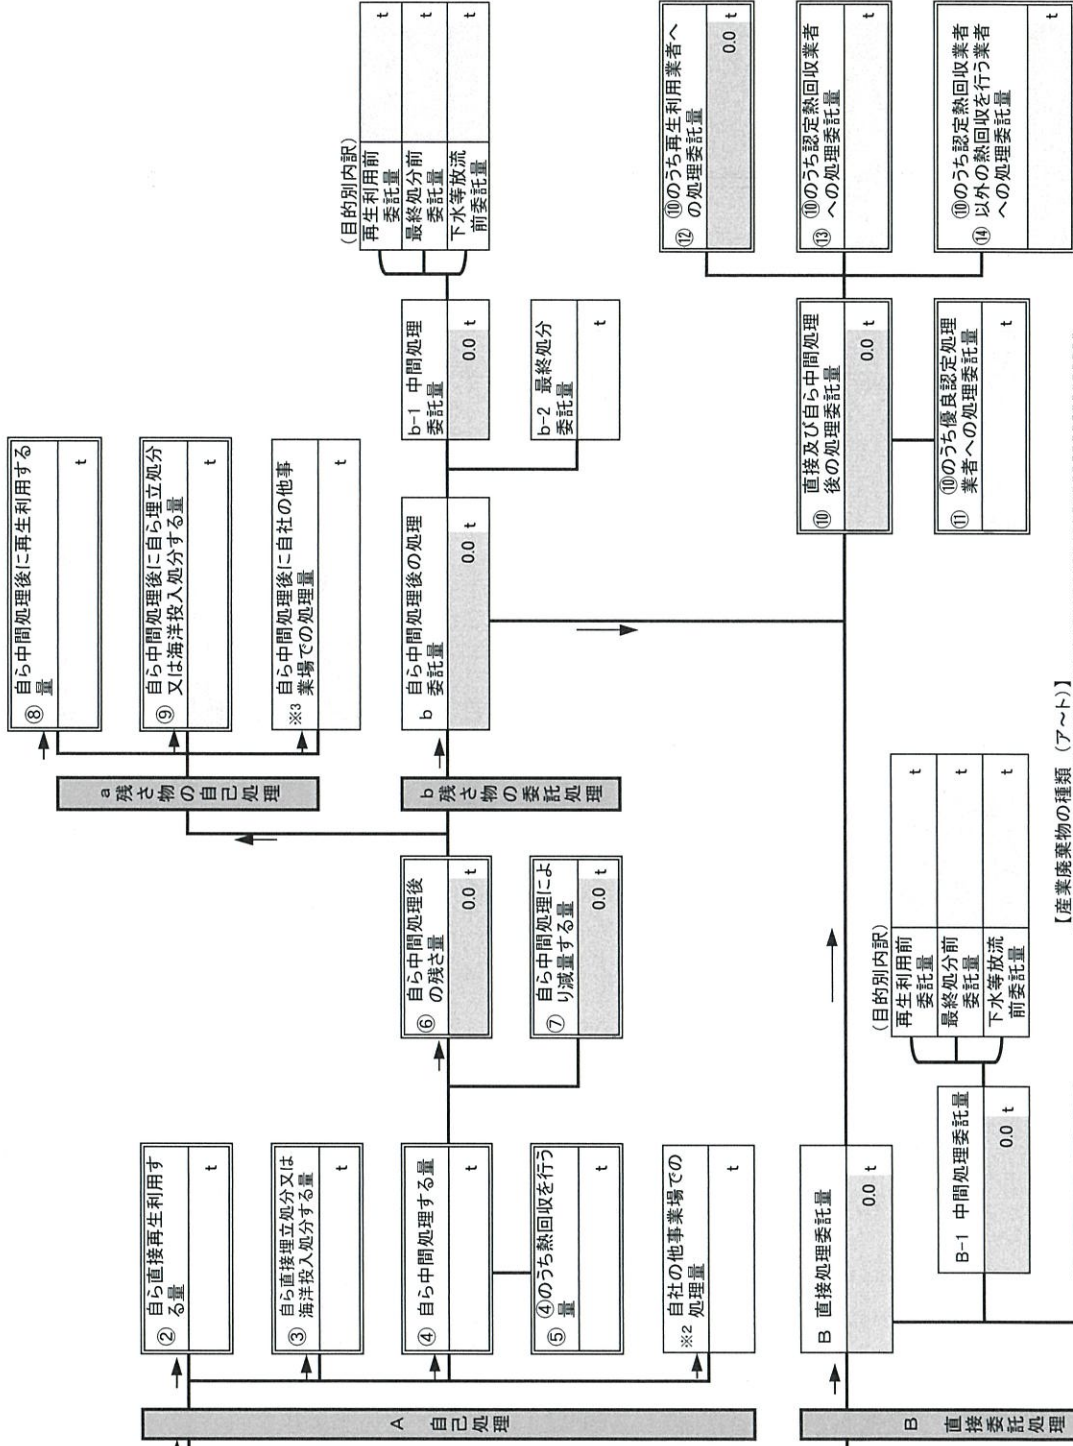 A 自己処理
② 自ら直接再生利用す
る量
t
③ 自ら直接埋立処分又は
海洋投入処分する量
t
④ 自ら中間処理する量
t
⑤ ④のうち熱回収を行う
量
t
※2 自社の他事業場での
処理量
t
⑥ 自ら中間処理後
の残さ量
0.0 t
⑦ 自ら中間処理によ
り減量する量
0.0 t
a 残さ物の自己処理
⑧ 自ら中間処理後に再生利用する
量
t
⑨ 自ら中間処理後に自ら埋立処分
又は海洋投入処分する量
t
※3 自ら中間処理後に自社の他事
業場での処理量
t
b 残さ物の委託処理
b 自ら中間処理後の処理
委託量
0.0 t
b-1 中間処理
委託量
0.0 t
b-2 最終処分
委託量
t
(目的別内訳)
再生利用前
委託量
t
最終処分前
委託量
t
下水等放流
前委託量
t
B 直接委託処理
B 直接処理委託量
0.0 t
B-1 中間処理委託量
0.0 t
(目的別内訳)
再生利用前
委託量
t
最終処分前
委託量
t
下水等放流
前委託量
t
⑩ 直接及び自ら中間処理
後の処理委託量
0.0 t
⑪ ⑩のうち優良認定処理
業者への処理委託量
t
⑫ ⑩のうち再生利用業者へ
の処理委託量
0.0 t
⑬ ⑩のうち認定熱回収業者
への処理委託量
t
⑭ ⑩のうち認定熱回収業者
以外の熱回収を行う業者
への処理委託量
t
【産業廃棄物の種類(ア～ト)】